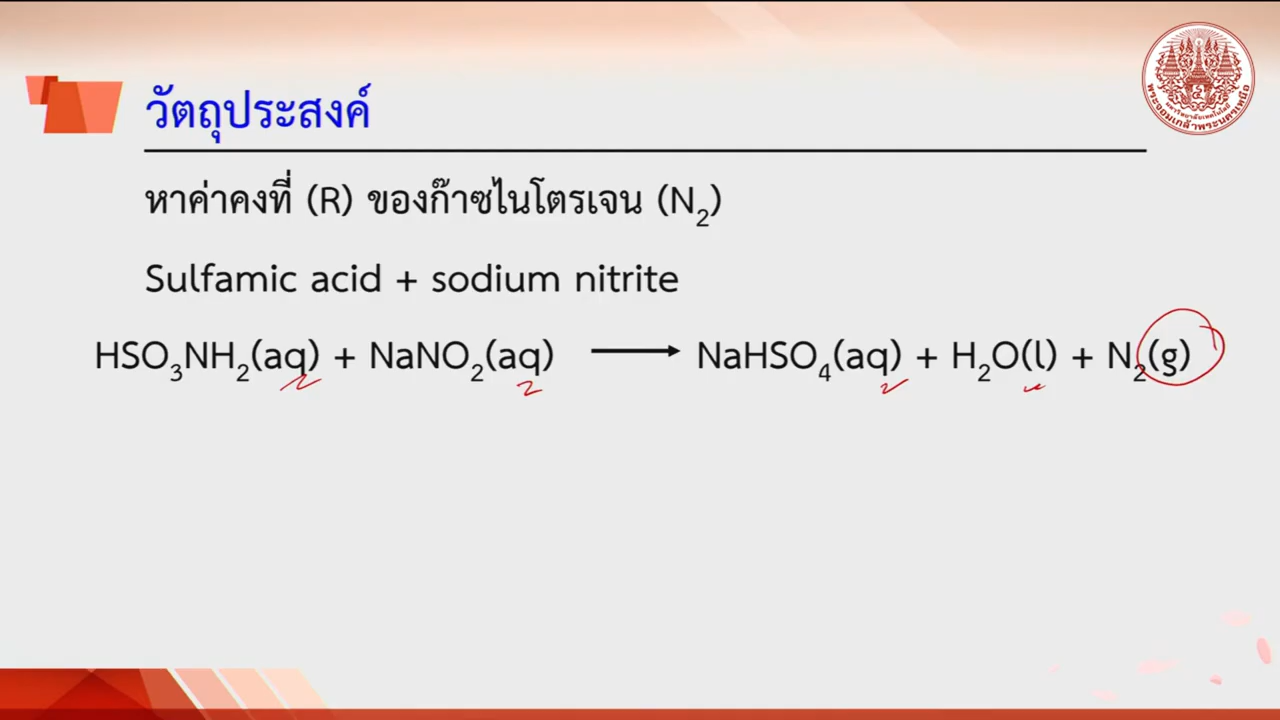 วัตถุประสงค์
หาค่าคงที่ (R) ของก๊าซไนโตรเจน (N₂)
Sulfamic acid + sodium nitrite
HSO₃NH₂(aq) + NaNO₂(aq) ⟶ NaHSO₄(aq) + H₂O(l) + N₂(g)